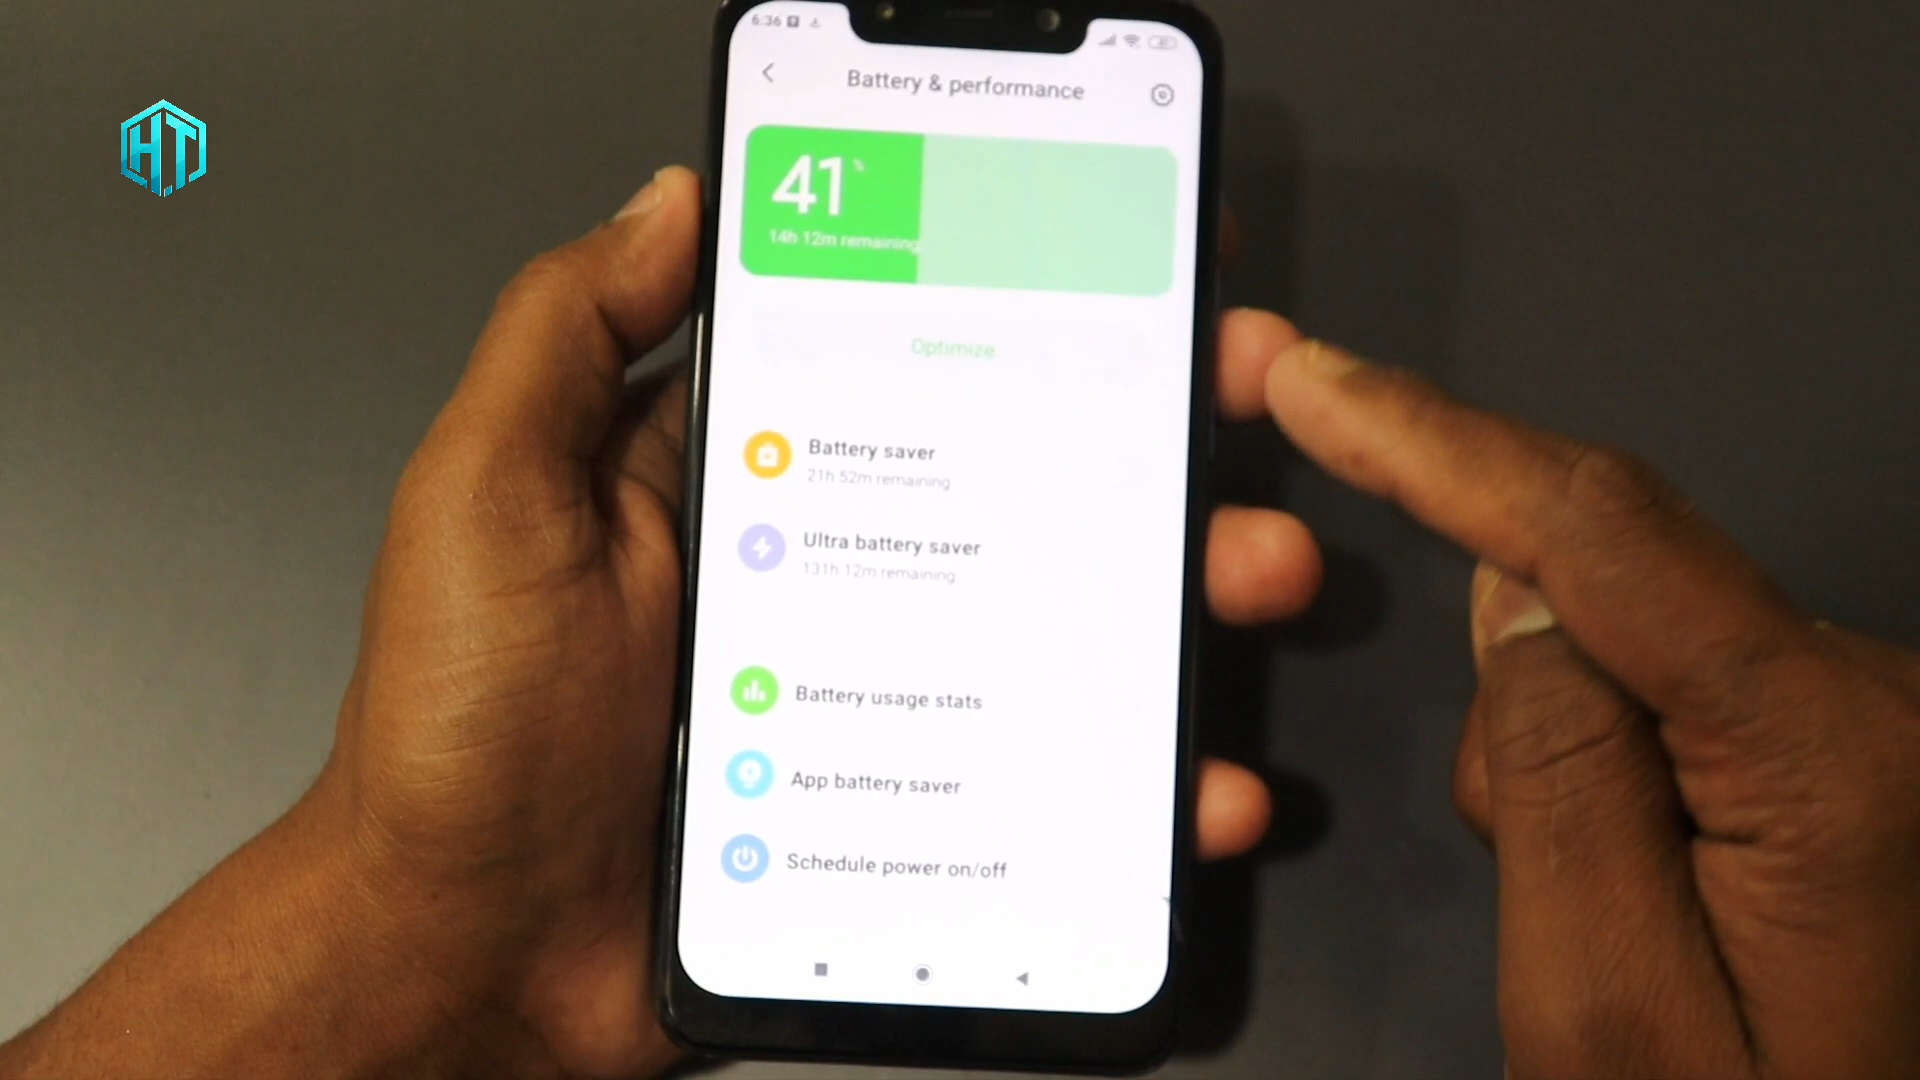 6:36
Battery & performance
41%
14h 12m remaining
Optimize
Battery saver
21h 52m remaining
Ultra battery saver
131h 12m remaining
Battery usage stats
App battery saver
Schedule power on/off
HT